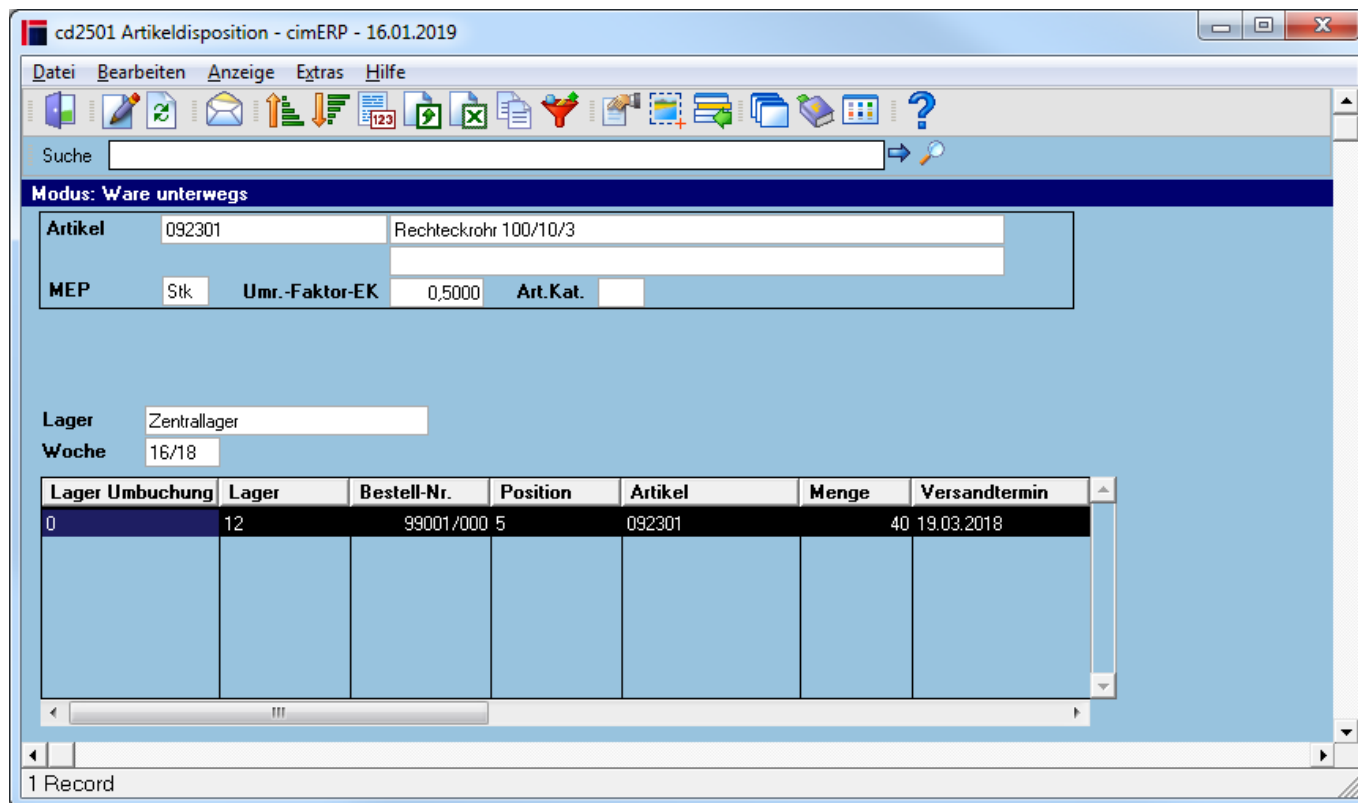 cd2501 Artikeldisposition - cimERP - 16.01.2019
Datei Bearbeiten Anzeige Extras Hilfe
123
Suche
Modus: Ware unterwegs
Artikel 092301 Rechteckrohr 100/10/3
MEP Stk Umr.-Faktor-EK 0,5000 Art.Kat.
Lager Zentrallager
Woche 16/18
Lager Umbuchung Lager Bestell-Nr. Position Artikel Menge Versandtermin
0 12 99001/000 5 092301 40 19.03.2018
1 Record